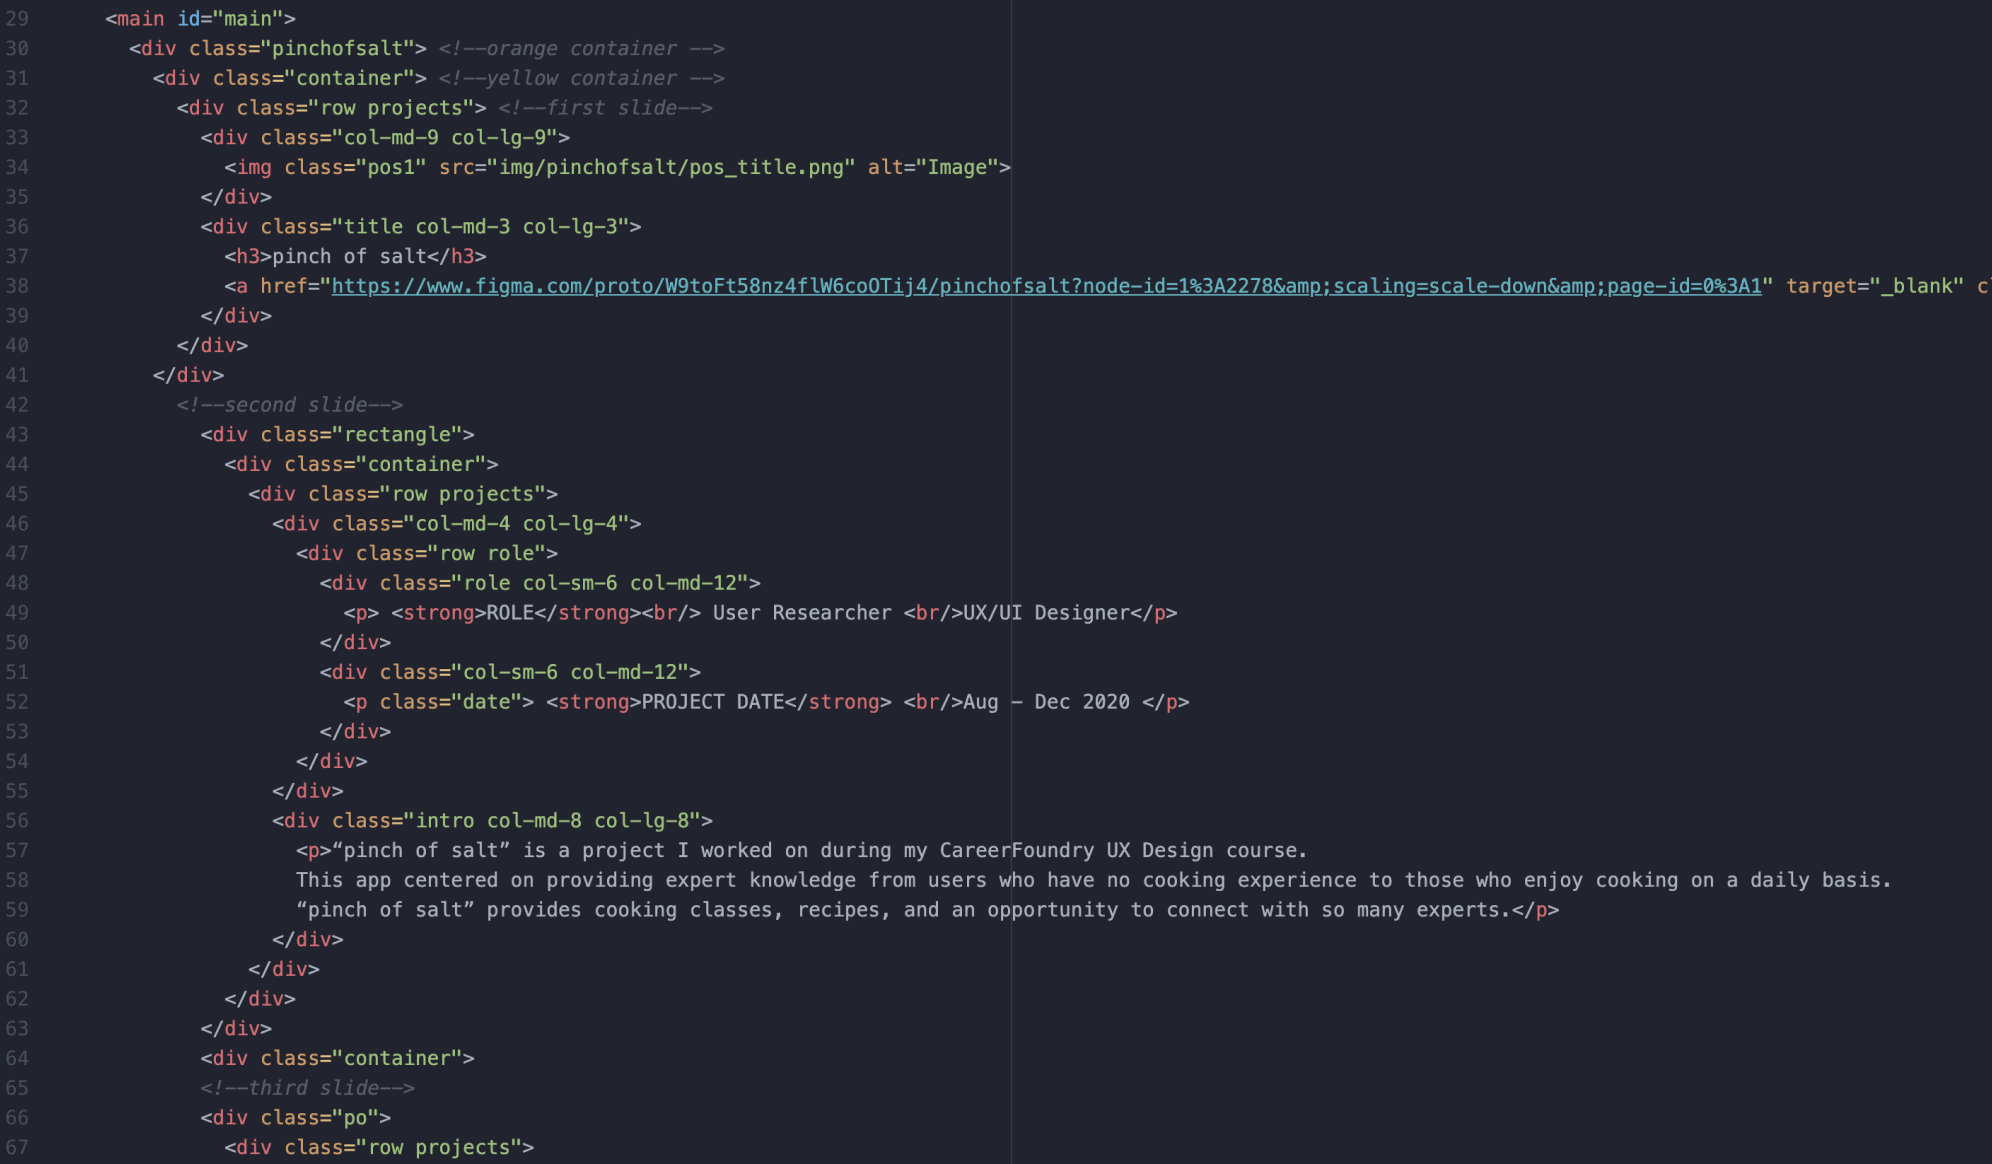 29 <main id="main">
30 <div class="pinchofsalt"> <!--orange container -->
31 <div class="container"> <!--yellow container -->
32 <div class="row projects"> <!--first slide-->
33 <div class="col-md-9 col-lg-9">
34 <img class="pos1" src="img/pinchofsalt/pos_title.png" alt="Image">
35 </div>
36 <div class="title col-md-3 col-lg-3">
37 <h3>pinch of salt</h3>
38 <a href="https://www.figma.com/proto/W9toFt58nz4flW6coOTij4/pinchofsalt?node-id=1%3A2278&amp;scaling=scale-down&amp;page-id=0%3A1" target="_blank" cl
39 </div>
40 </div>
41 </div>
42 <!--second slide-->
43 <div class="rectangle">
44 <div class="container">
45 <div class="row projects">
46 <div class="col-md-4 col-lg-4">
47 <div class="row role">
48 <div class="role col-sm-6 col-md-12">
49 <p> <strong>ROLE</strong><br/> User Researcher <br/>UX/UI Designer</p>
50 </div>
51 <div class="col-sm-6 col-md-12">
52 <p class="date"> <strong>PROJECT DATE</strong> <br/>Aug – Dec 2020 </p>
53 </div>
54 </div>
55 </div>
56 <div class="intro col-md-8 col-lg-8">
57 <p>“pinch of salt” is a project I worked on during my CareerFoundry UX Design course.
58 This app centered on providing expert knowledge from users who have no cooking experience to those who enjoy cooking on a daily basis.
59 “pinch of salt” provides cooking classes, recipes, and an opportunity to connect with so many experts.</p>
60 </div>
61 </div>
62 </div>
63 </div>
64 <div class="container">
65 <!--third slide-->
66 <div class="po">
67 <div class="row projects">